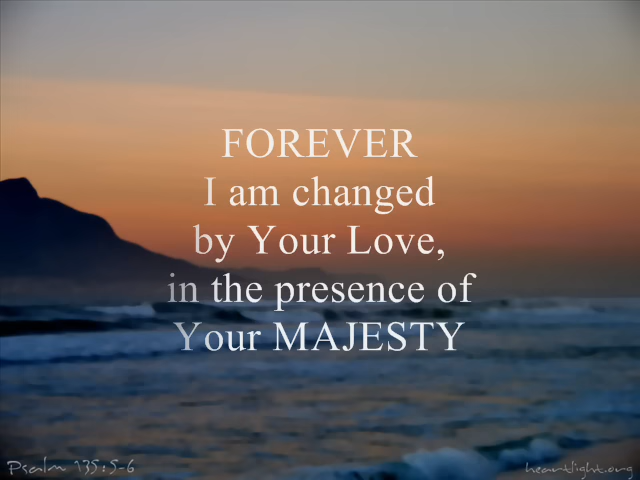 FOREVER
I am changed
by Your Love,
in the presence of
Your MAJESTY
Psalm 135:5-6
heartlight.org